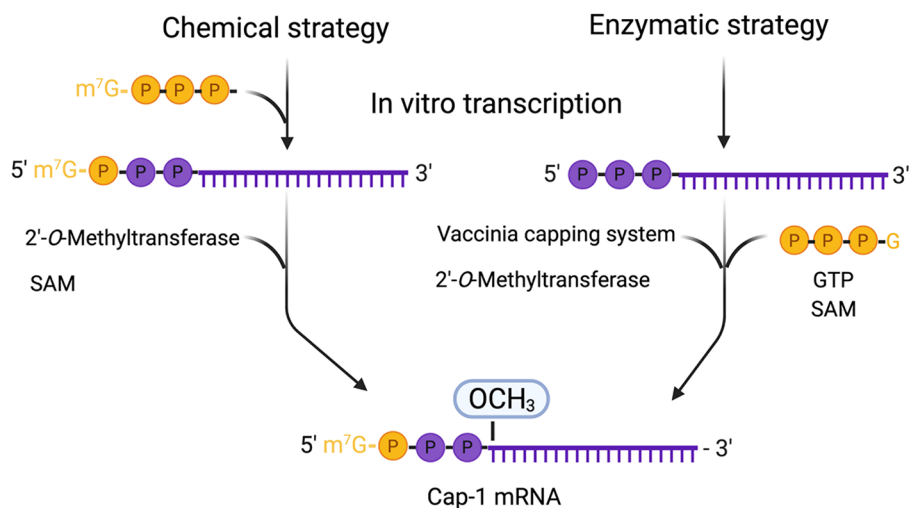 Chemical strategy
Enzymatic strategy
m⁷G-P-P-P-
In vitro transcription
5' m⁷G-P-P-P 3'
5' P-P-P 3'
2'-O-Methyltransferase
SAM
Vaccinia capping system
2'-O-Methyltransferase
P-P-P-G
GTP
SAM
OCH₃
5' m⁷G-P-P-P - 3'
Cap-1 mRNA